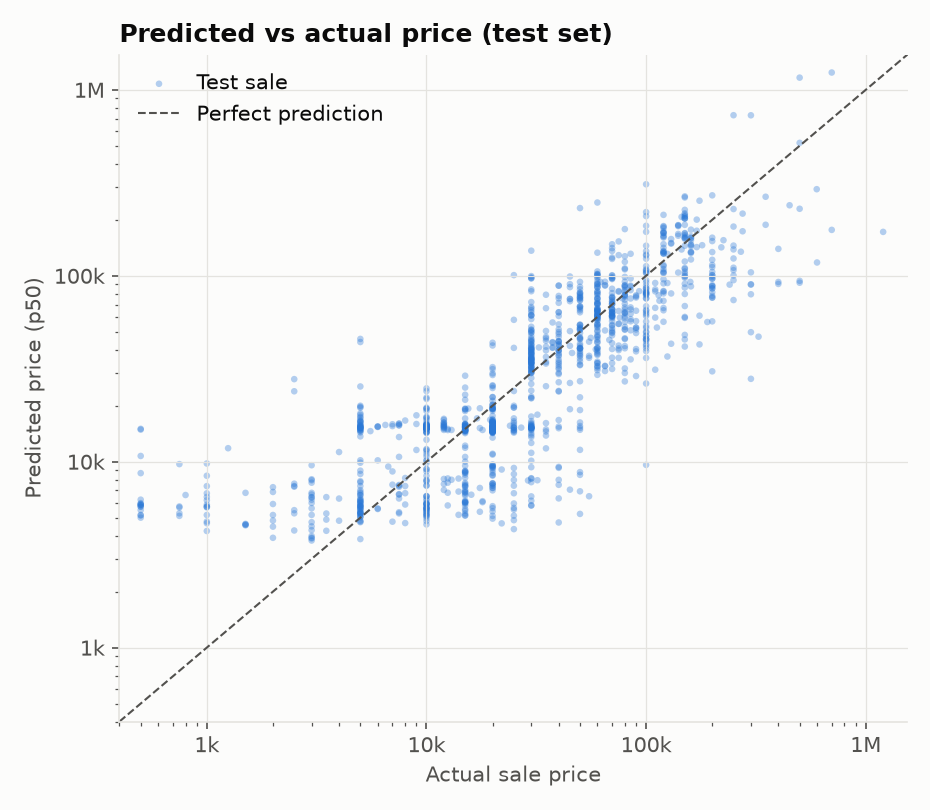 Predicted vs actual price (test set)
Test sale
Perfect prediction
1M
100k
10k
1k
Predicted price (p50)
1k 10k 100k 1M
Actual sale price